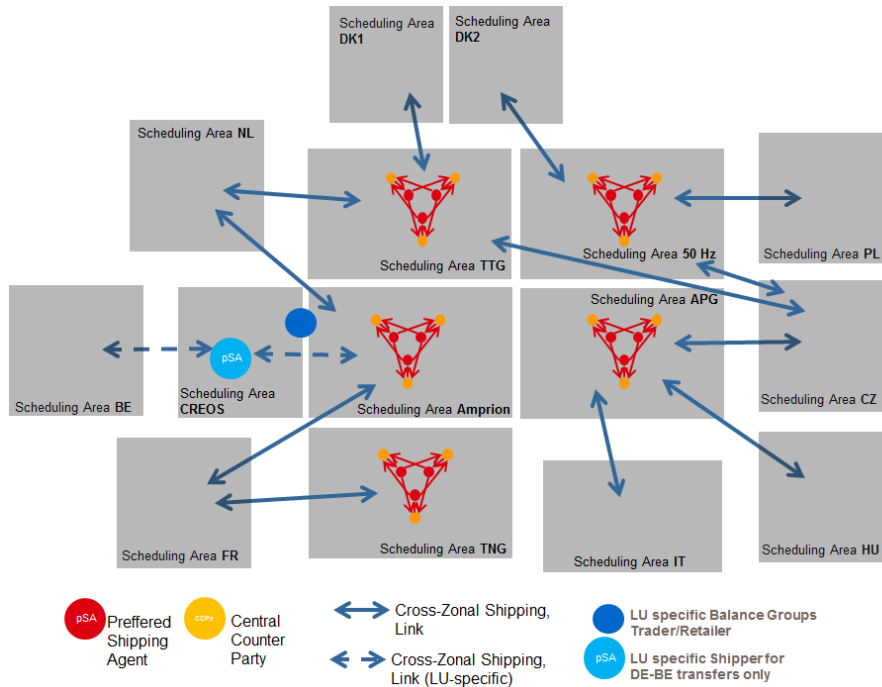 Scheduling Area
DK1
Scheduling Area
DK2
Scheduling Area NL
Scheduling Area TTG
Scheduling Area 50 Hz
Scheduling Area PL
Scheduling Area APG
pSA
Scheduling Area BE
Scheduling Area
CREOS
Scheduling Area Amprion
Scheduling Area CZ
Scheduling Area FR
Scheduling Area TNG
Scheduling Area IT
Scheduling Area HU
pSA
Preffered
Shipping
Agent
CCPx
Central
Counter
Party
Cross-Zonal Shipping,
Link
Cross-Zonal Shipping,
Link (LU-specific)
LU specific Balance Groups
Trader/Retailer
pSA
LU specific Shipper for
DE-BE transfers only